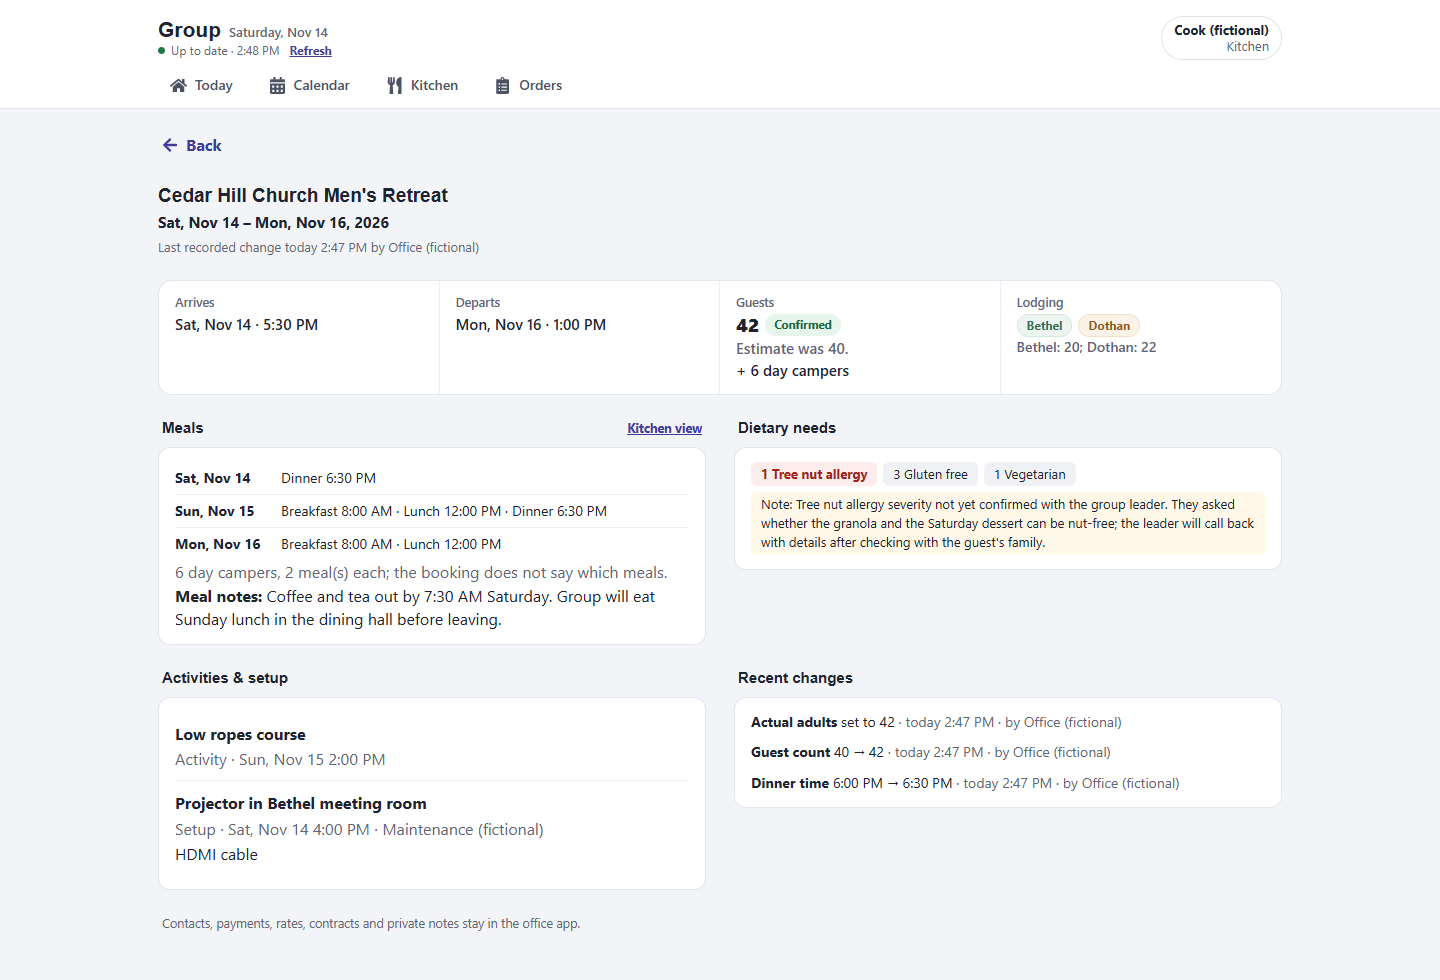 Group Saturday, Nov 14
Up to date · 2:48 PM Refresh
Cook (fictional)
Kitchen
Today Calendar Kitchen Orders
Back
Cedar Hill Church Men's Retreat
Sat, Nov 14 – Mon, Nov 16, 2026
Last recorded change today 2:47 PM by Office (fictional)
Arrives
Sat, Nov 14 · 5:30 PM
Departs
Mon, Nov 16 · 1:00 PM
Guests
42 Confirmed
Estimate was 40.
+ 6 day campers
Lodging
Bethel Dothan
Bethel: 20; Dothan: 22
Meals Kitchen view
Sat, Nov 14 Dinner 6:30 PM
Sun, Nov 15 Breakfast 8:00 AM · Lunch 12:00 PM · Dinner 6:30 PM
Mon, Nov 16 Breakfast 8:00 AM · Lunch 12:00 PM
6 day campers, 2 meal(s) each; the booking does not say which meals.
Meal notes: Coffee and tea out by 7:30 AM Saturday. Group will eat
Sunday lunch in the dining hall before leaving.
Dietary needs
1 Tree nut allergy 3 Gluten free 1 Vegetarian
Note: Tree nut allergy severity not yet confirmed with the group leader. They asked
whether the granola and the Saturday dessert can be nut-free; the leader will call back
with details after checking with the guest's family.
Activities & setup
Low ropes course
Activity · Sun, Nov 15 2:00 PM
Projector in Bethel meeting room
Setup · Sat, Nov 14 4:00 PM · Maintenance (fictional)
HDMI cable
Recent changes
Actual adults set to 42 · today 2:47 PM · by Office (fictional)
Guest count 40 → 42 · today 2:47 PM · by Office (fictional)
Dinner time 6:00 PM → 6:30 PM · today 2:47 PM · by Office (fictional)
Contacts, payments, rates, contracts and private notes stay in the office app.